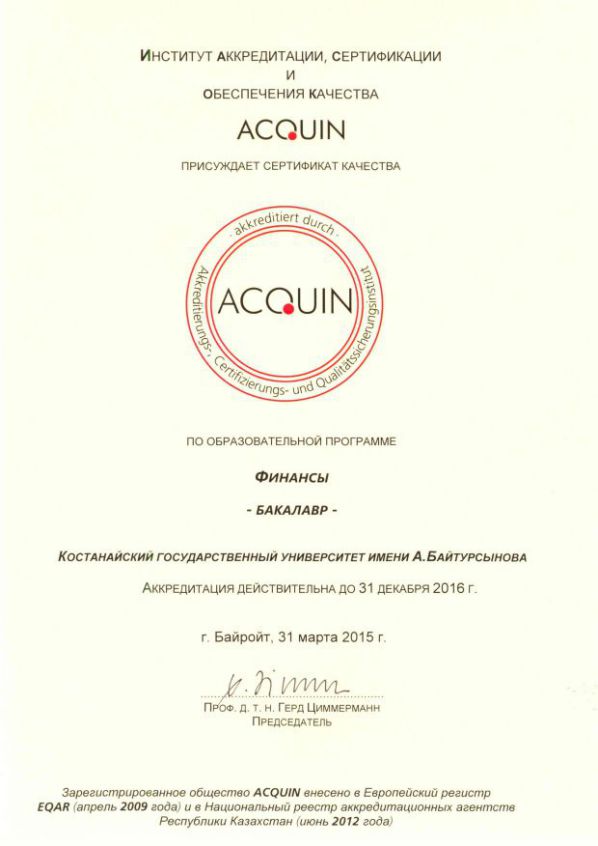 Институт аккредитации, сертификации
и
обеспечения качества
ACQUIN
присуждает сертификат качества
· akkreditiert durch ·
Akkreditierungs-, Certifizierungs- und Qualitätssicherungsinstitut
ACQUIN
по образовательной программе
Финансы
- бакалавр -
Костанайский государственный университет имени А.Байтурсынова
Аккредитация действительна до 31 декабря 2016 г.
г. Байройт, 31 марта 2015 г.
Проф. д. т. н. Герд Циммерманн
Председатель
Зарегистрированное общество ACQUIN внесено в Европейский регистр
EQAR (апрель 2009 года) и в Национальный реестр аккредитационных агентств
Республики Казахстан (июнь 2012 года)